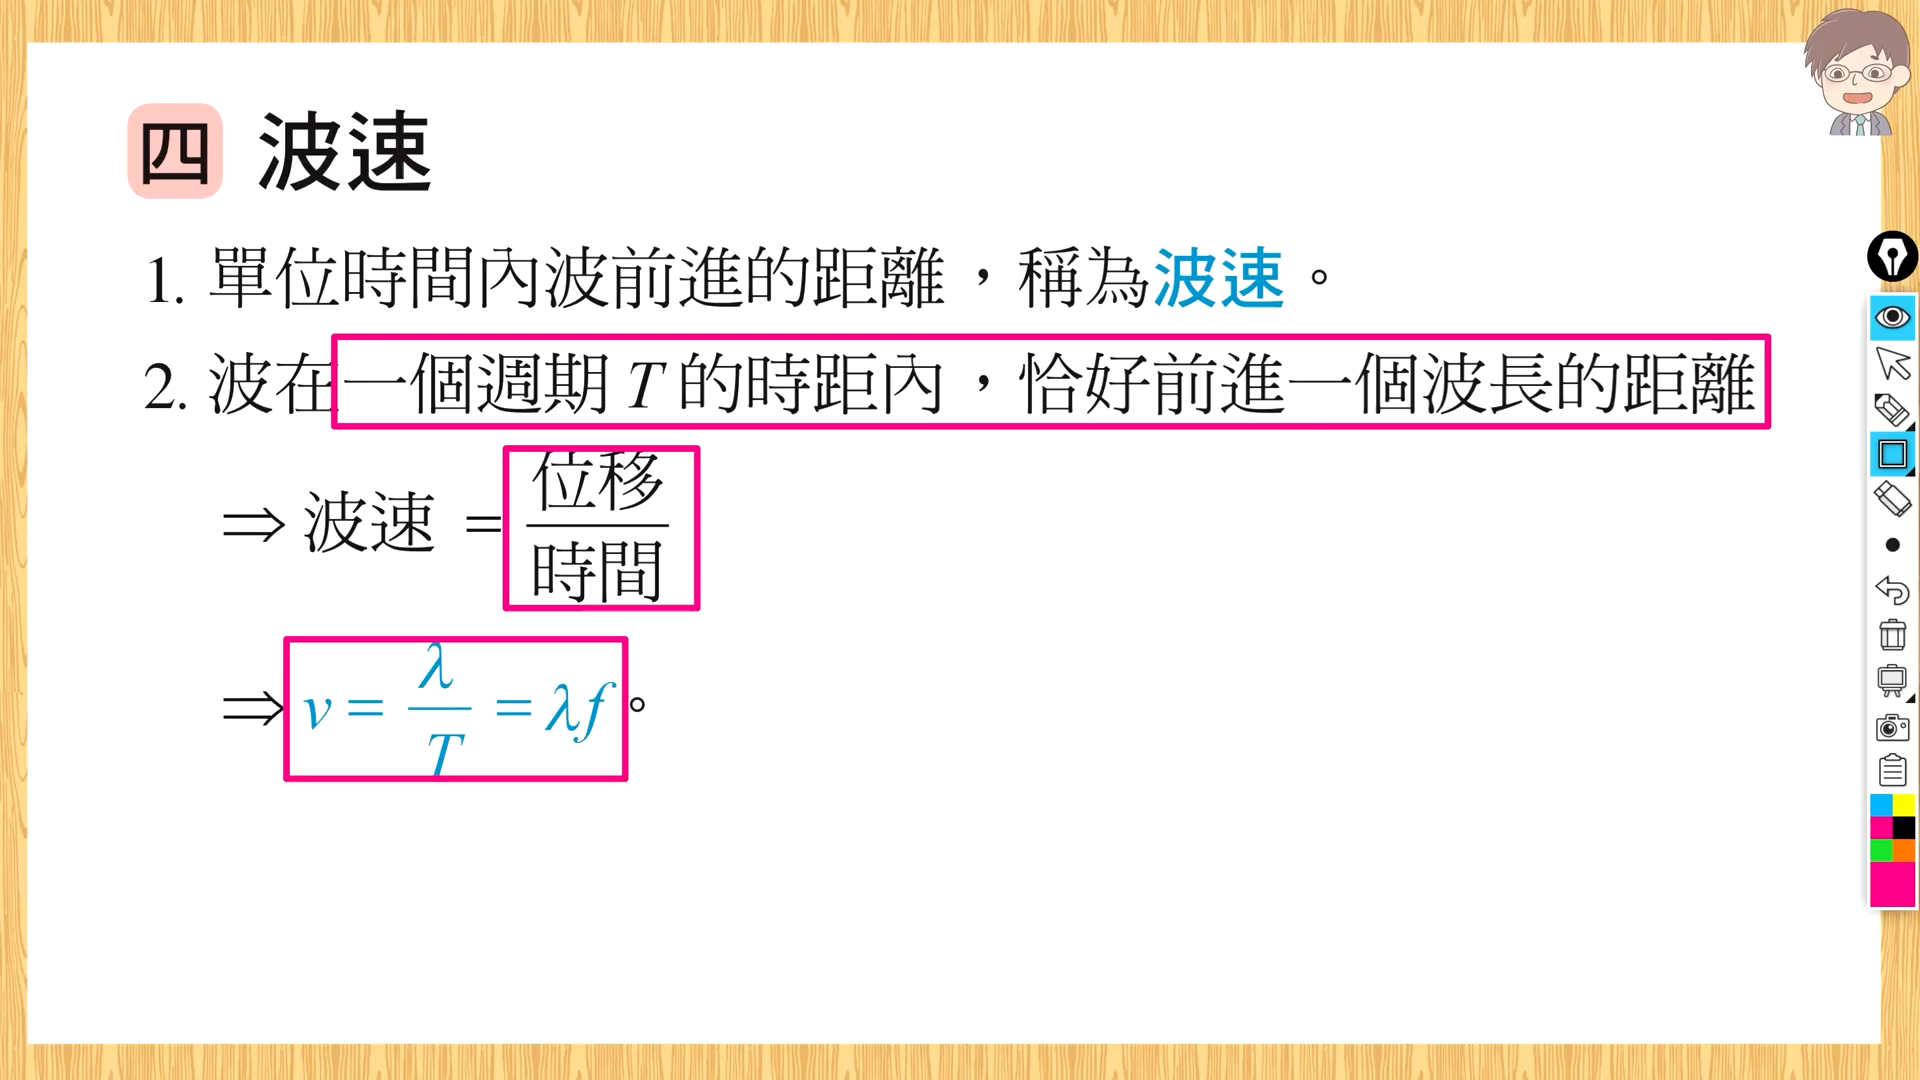 四 波速
1. 單位時間內波前進的距離，稱為波速。
2. 波在一個週期 T 的時距內，恰好前進一個波長的距離
⇒ 波速 = 位移/時間
⇒ v = λ/T = λf。